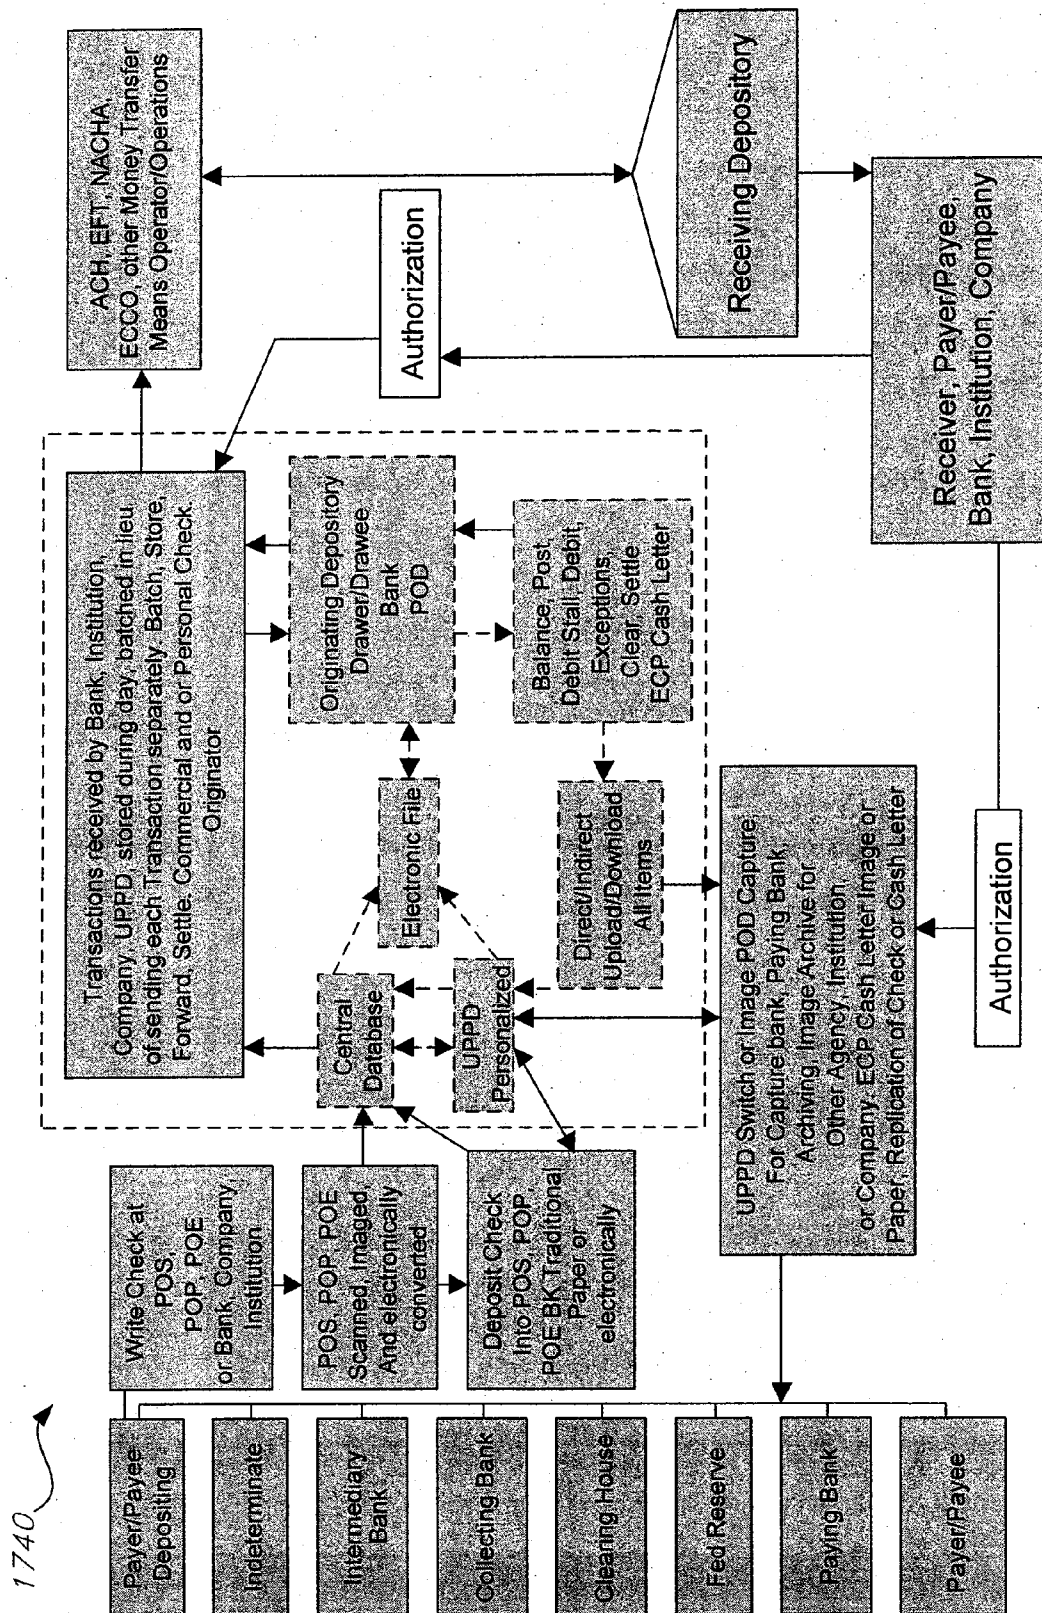 1740
Payer/Payee
Depositing
Indeterminate
Intermediary
Bank
Collecting Bank
Clearing House
Fed Reserve
Paying Bank
Payer/Payee
Write Check at
POS,
POP, POE
or Bank, Company,
Institution
POS, POP, POE
Scanned, Imaged,
And electronically
converted
Deposit Check
Into POS, POP,
POE BK Traditional
Paper or
electronically
Transactions received by Bank, Institution,
Company, UPPD, stored during day, batched in lieu
of sending each Transaction separately. Batch, Store,
Forward, Settle. Commercial and or Personal Check.
Originator
Central
Database
UPPD
Personalized
Electronic File
Originating Depository
Drawer/Drawee
Bank
POD
Direct/Indirect
Upload/Download
All Items
Balance, Post,
Debit Stall, Debit,
Exceptions,
Clear, Settle
ECP Cash Letter
UPPD Switch or Image POD Capture,
For Capture bank, Paying Bank,
Archiving, Image Archive for
Other Agency, Institution
or Company. ECP Cash Letter Image or
Paper, Replication of Check or Cash Letter
ACH, EFT, NACHA,
ECCO, other Money Transfer
Means Operator/Operations
Authorization
Receiving Depository
Receiver, Payer/Payee,
Bank, Institution, Company
Authorization